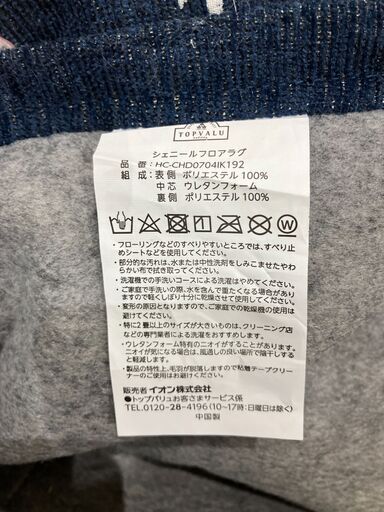 TOPVALU
シェニールフロアラグ
品番 : HC-CHD0704IK192
組成 : 表側 ポリエステル 100%
中芯 ウレタンフォーム
裏側 ポリエステル 100%
W
・フローリングなどのすべりやすいところでは、すべり止
めシートなどを使用してください。
・部分的な汚れは、水または中性洗剤をしみこませたやわ
らかい布で拭き取ってください。
・洗濯機での手洗いコースによる洗濯はやめてください。
・ご家庭で手洗いの際、水を含んで重たくなる場合があり
ますので軽くしぼり十分に乾燥させて使用してください。
・変形の原因となりますので、ご家庭での乾燥機の使用は
おやめください。
・特に2畳以上のサイズが大きいものは、クリーニング店
などの専門業者による洗濯をおすすめします。
・ウレタンフォーム特有のニオイがすることがあります。
ニオイが気になる場合は、風通しの良い場所で陰干しする
と軽減します。
・製品の特性上、毛羽が脱落しますので粘着テープクリー
ナーのご使用はお避けください。
販売者 イオン株式会社
●トップバリュお客さまサービス係
TEL.0120-28-4196 (10~17時:日曜日は除く)
中国製